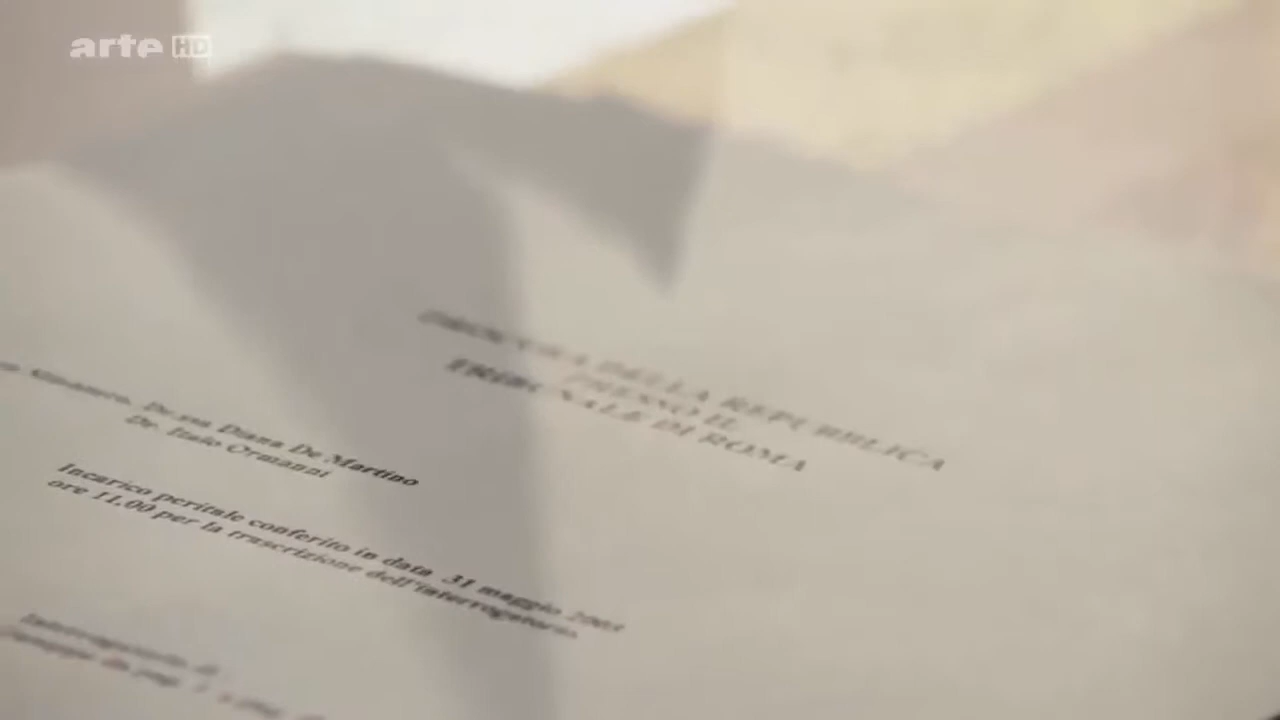 arte HD
PROCURA DELLA REPUBBLICA
PRESSO IL
TRIBUNALE DI ROMA
Dr.ssa Diana De Martino
Dr. Italo Ormanni
Incarico peritale conferito in data 31 maggio
ore 11.00 per la trascrizione dell'interrogatorio